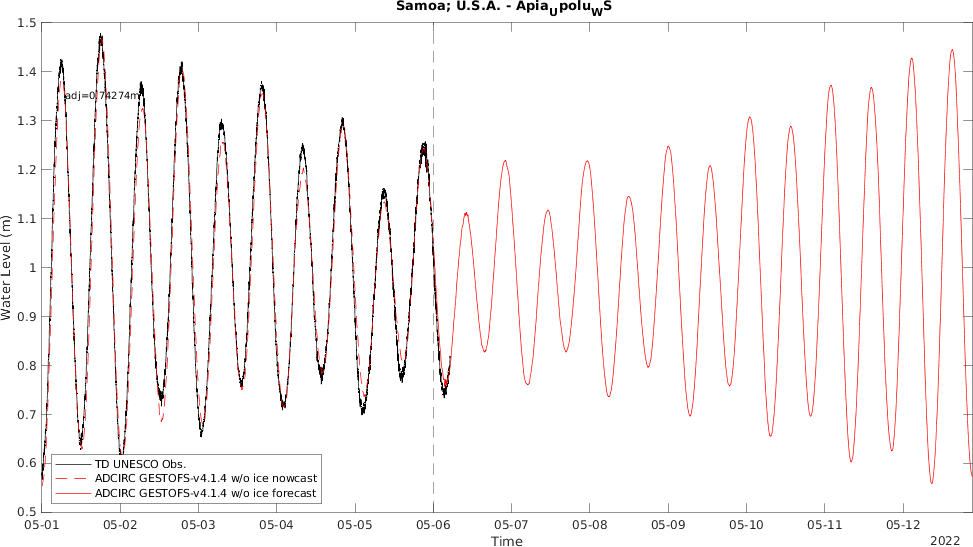 Samoa; U.S.A. - ApiaUpoluWS
1.5
1.4
adj=0.74274m
1.3
1.2
1.1
1
0.9
0.8
0.7
0.6
0.5
Water Level (m)
TD UNESCO Obs.
ADCIRC GESTOFS-v4.1.4 w/o ice nowcast
ADCIRC GESTOFS-v4.1.4 w/o ice forecast
05-01 05-02 05-03 05-04 05-05 05-06 05-07 05-08 05-09 05-10 05-11 05-12
Time
2022